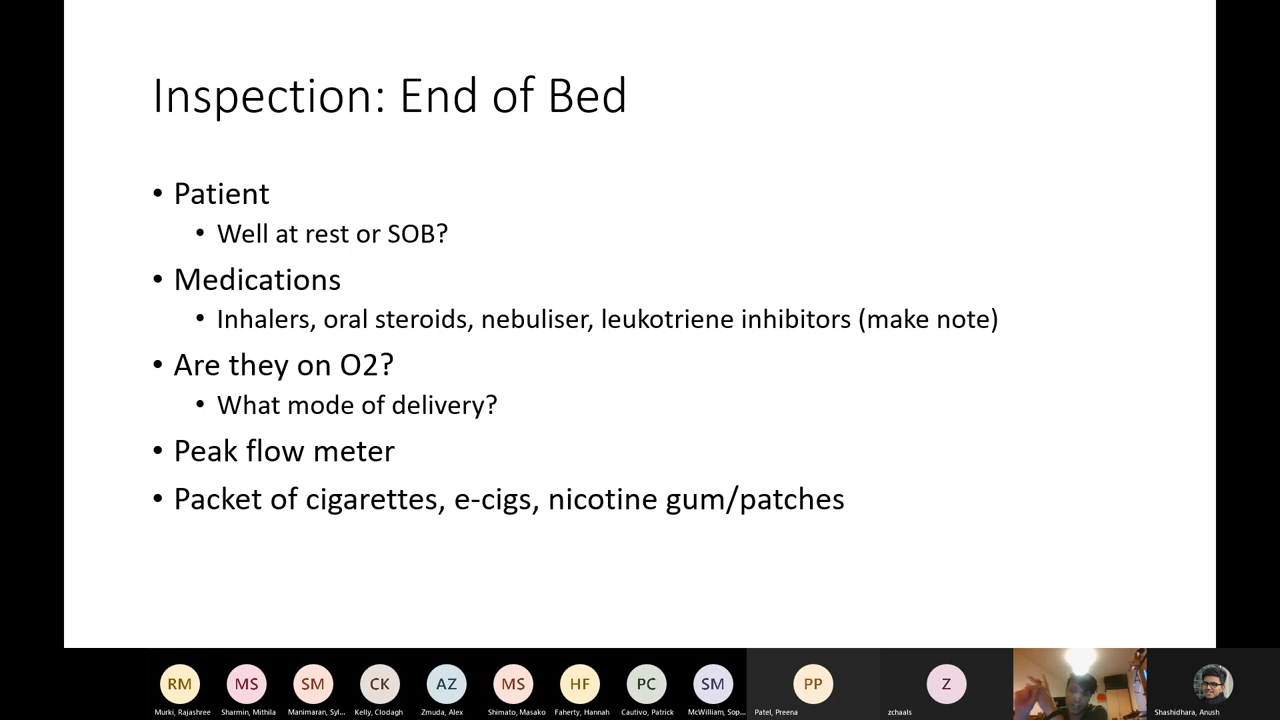 Inspection: End of Bed
• Patient
• Well at rest or SOB?
• Medications
• Inhalers, oral steroids, nebuliser, leukotriene inhibitors (make note)
• Are they on O2?
• What mode of delivery?
• Peak flow meter
• Packet of cigarettes, e-cigs, nicotine gum/patches
RM MS SM CK AZ MS HF PC SM PP Z
Murki, Rajashree Sharmin, Mithila Manimaran, Syl... Kelly, Clodagh Zmuda, Alex Shimato, Masako Faherty, Hannah Cautivo, Patrick McWilliam, Sop... Patel, Preena zchaals Shashidhara, Anush